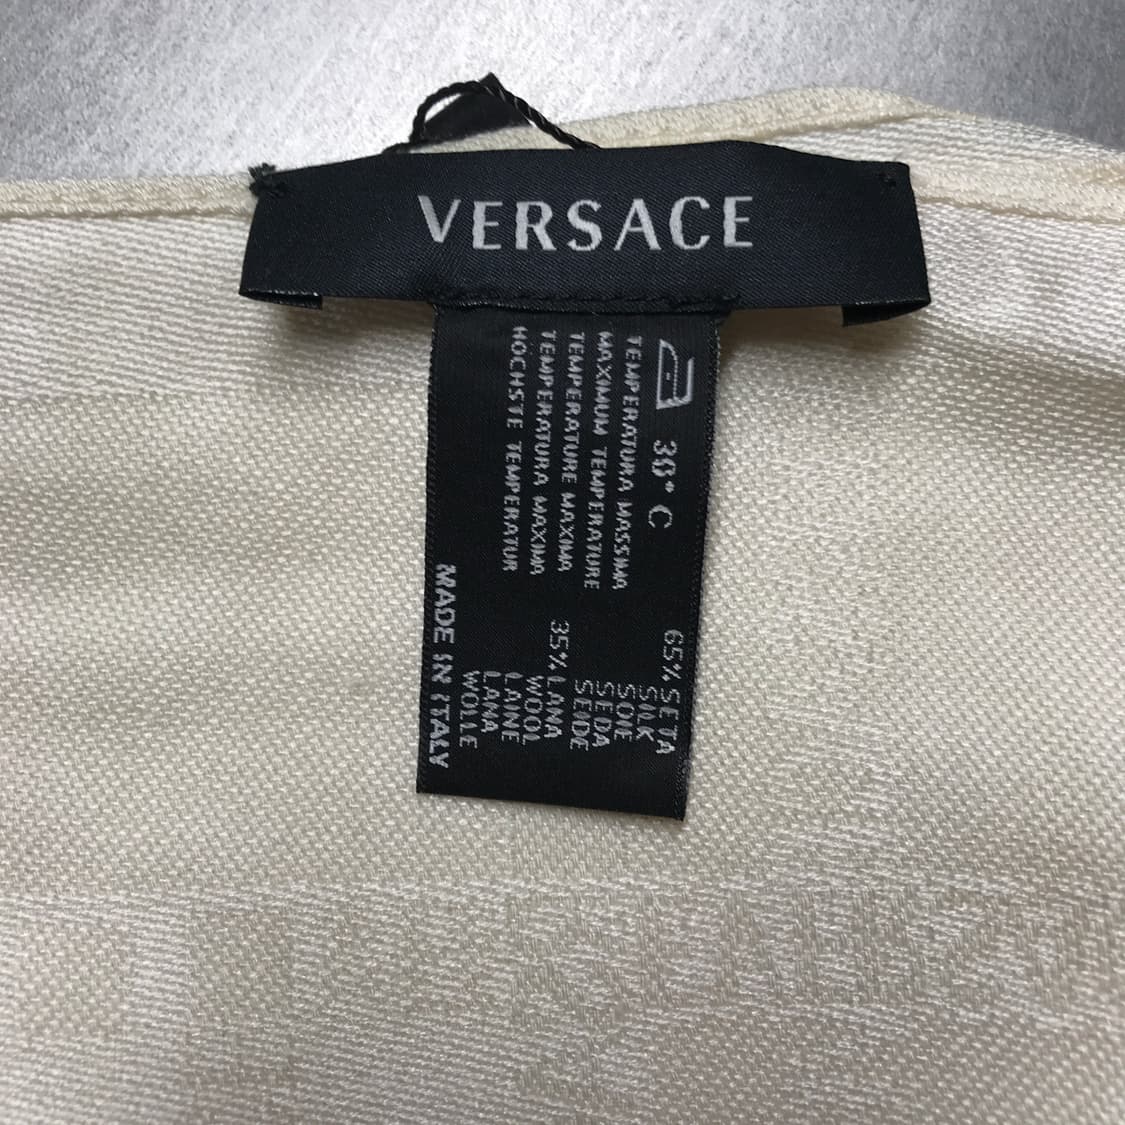 VERSACE
30° C
TEMPERATURA MASSIMA
MAXIMUM TEMPERATURE
TEMPERATURE MAXIMA
TEMPERATURA MAXIMA
HOCHSTE TEMPERATUR
65% SETA
SILK
SOIE
SEDA
SEIDE
35% LANA
WOOL
LAINE
LANA
WOLLE
MADE IN ITALY